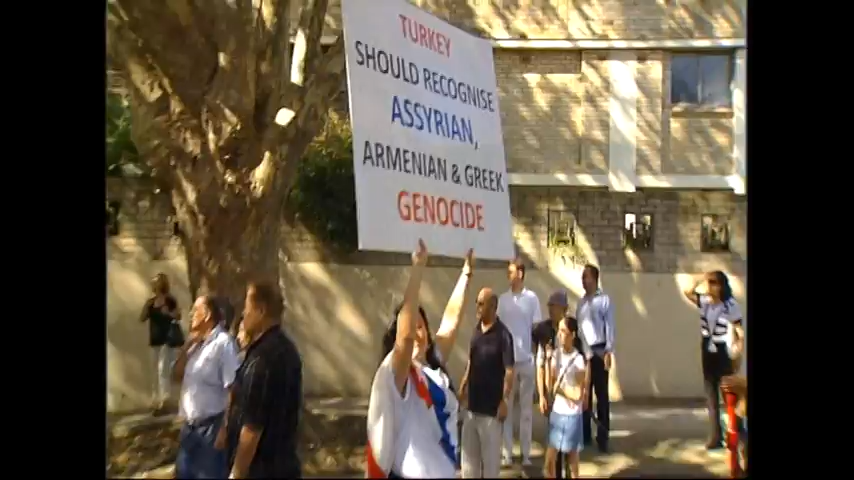 TURKEY
SHOULD RECOGNISE
ASSYRIAN,
ARMENIAN & GREEK
GENOCIDE